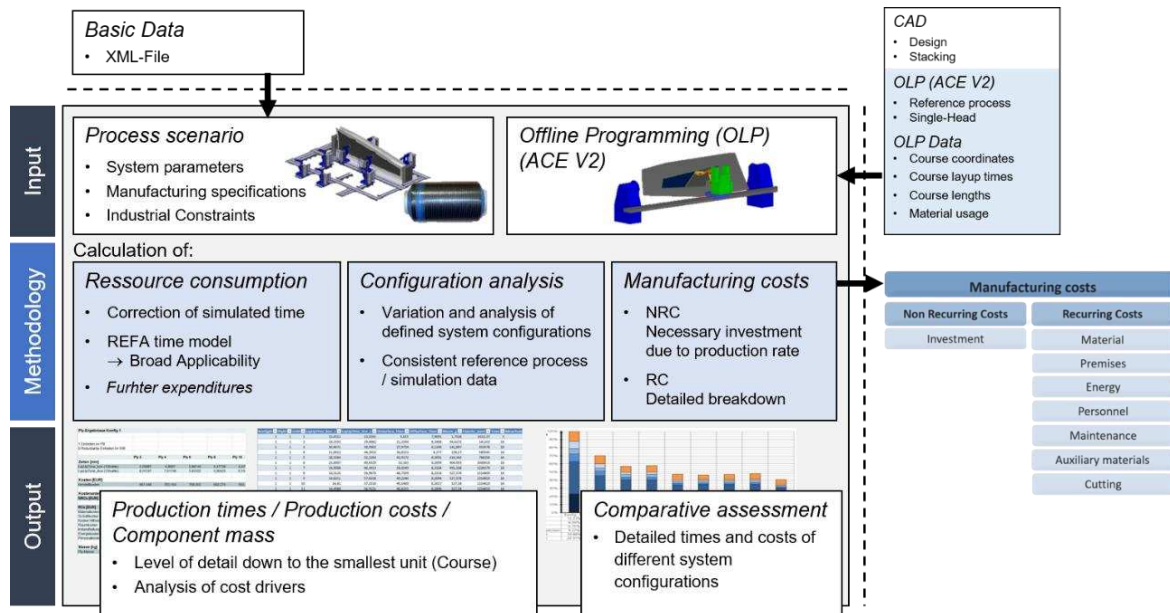 Basic Data
• XML-File
CAD
• Design
• Stacking
OLP (ACE V2)
• Reference process
• Single-Head
OLP Data
• Course coordinates
• Course layup times
• Course lengths
• Material usage
Input
Process scenario
• System parameters
• Manufacturing specifications
• Industrial Constraints
Offline Programming (OLP)
(ACE V2)
Methodology
Calculation of:
Ressource consumption
• Correction of simulated time
• REFA time model
→ Broad Applicability
• Furhter expenditures
Configuration analysis
• Variation and analysis of
defined system configurations
• Consistent reference process
/ simulation data
Manufacturing costs
• NRC
Necessary investment
due to production rate
• RC
Detailed breakdown
Manufacturing costs
Non Recurring Costs
Investment
Recurring Costs
Material
Premises
Energy
Personnel
Maintenance
Auxiliary materials
Cutting
Output
Production times / Production costs /
Component mass
• Level of detail down to the smallest unit (Course)
• Analysis of cost drivers
Comparative assessment
• Detailed times and costs of
different system
configurations